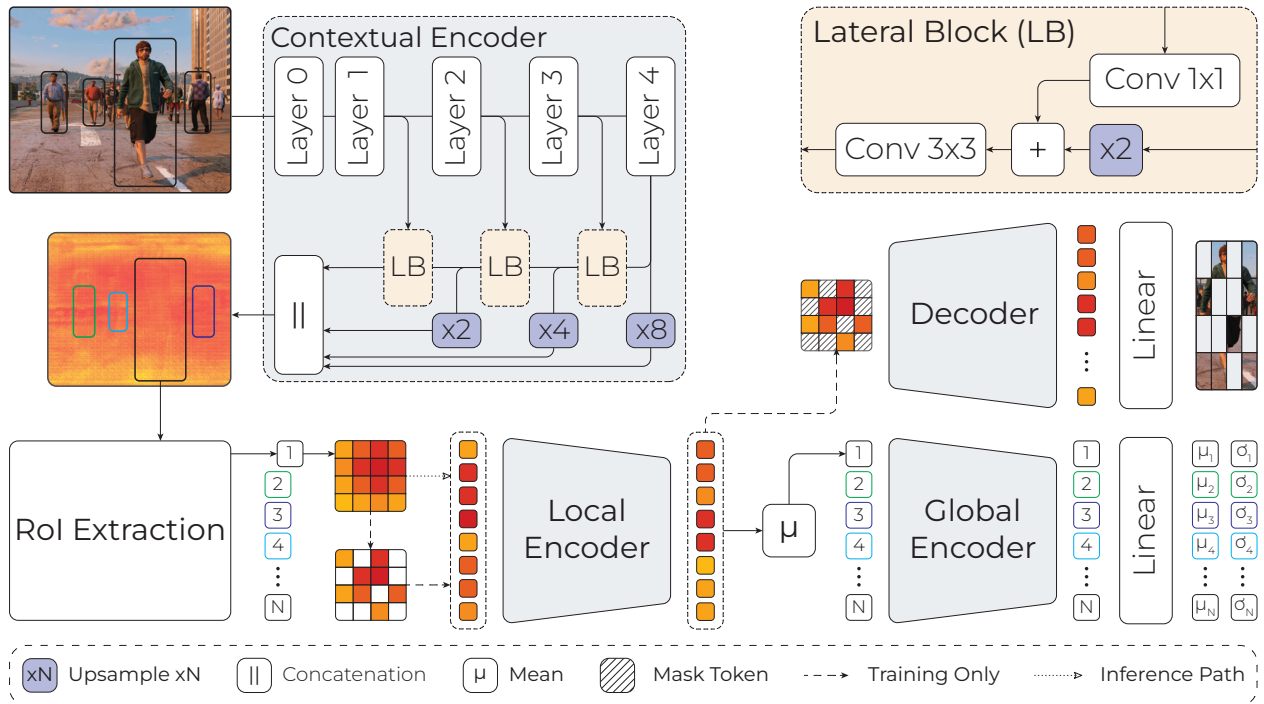 Contextual Encoder
Layer 0
Layer 1
Layer 2
Layer 3
Layer 4
LB
LB
LB
||
x2
x4
x8
Lateral Block (LB)
Conv 1x1
Conv 3x3
+
x2
Decoder
Linear
RoI Extraction
1
2
3
4
N
Local
Encoder
μ
1
2
3
4
N
Global
Encoder
1
2
3
4
N
Linear
μ1 σ1
μ2 σ2
μ3 σ3
μ4 σ4
μN σN
xN Upsample xN
|| Concatenation
μ Mean
Mask Token
Training Only
Inference Path